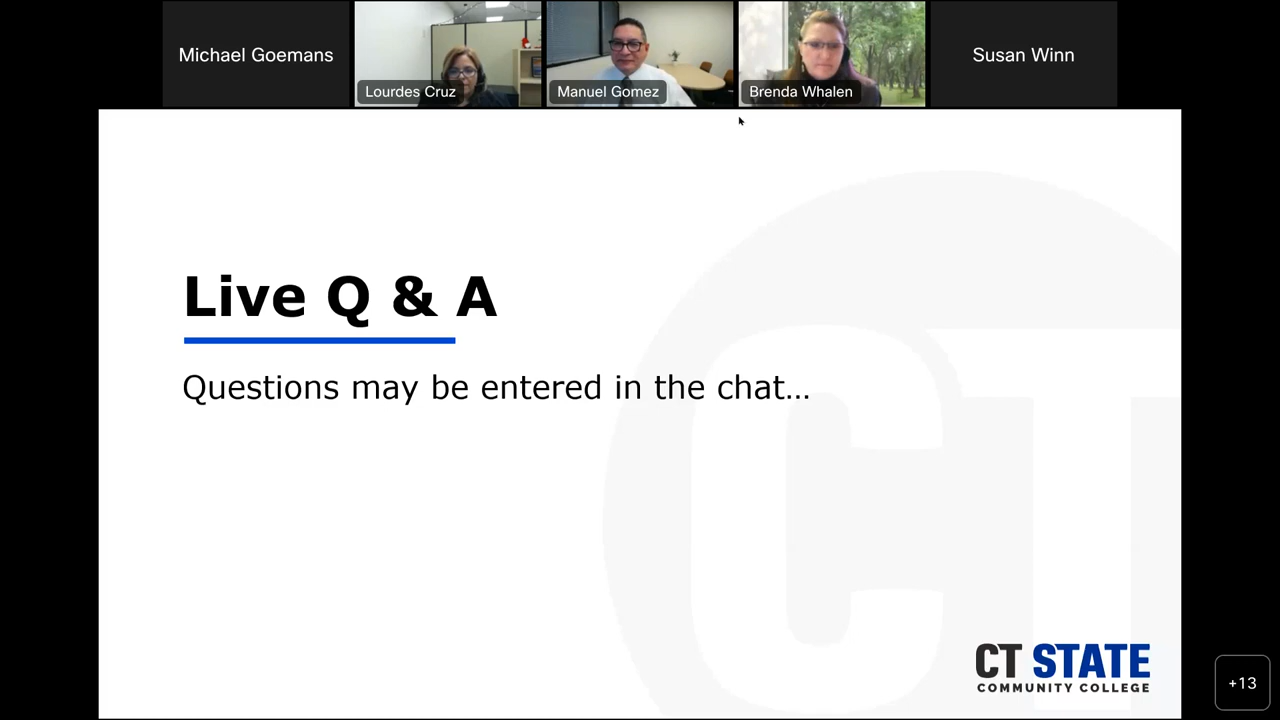 Michael Goemans
Lourdes Cruz
Manuel Gomez
Brenda Whalen
Susan Winn
Live Q & A
Questions may be entered in the chat...
CT STATE
COMMUNITY COLLEGE
CT
+13